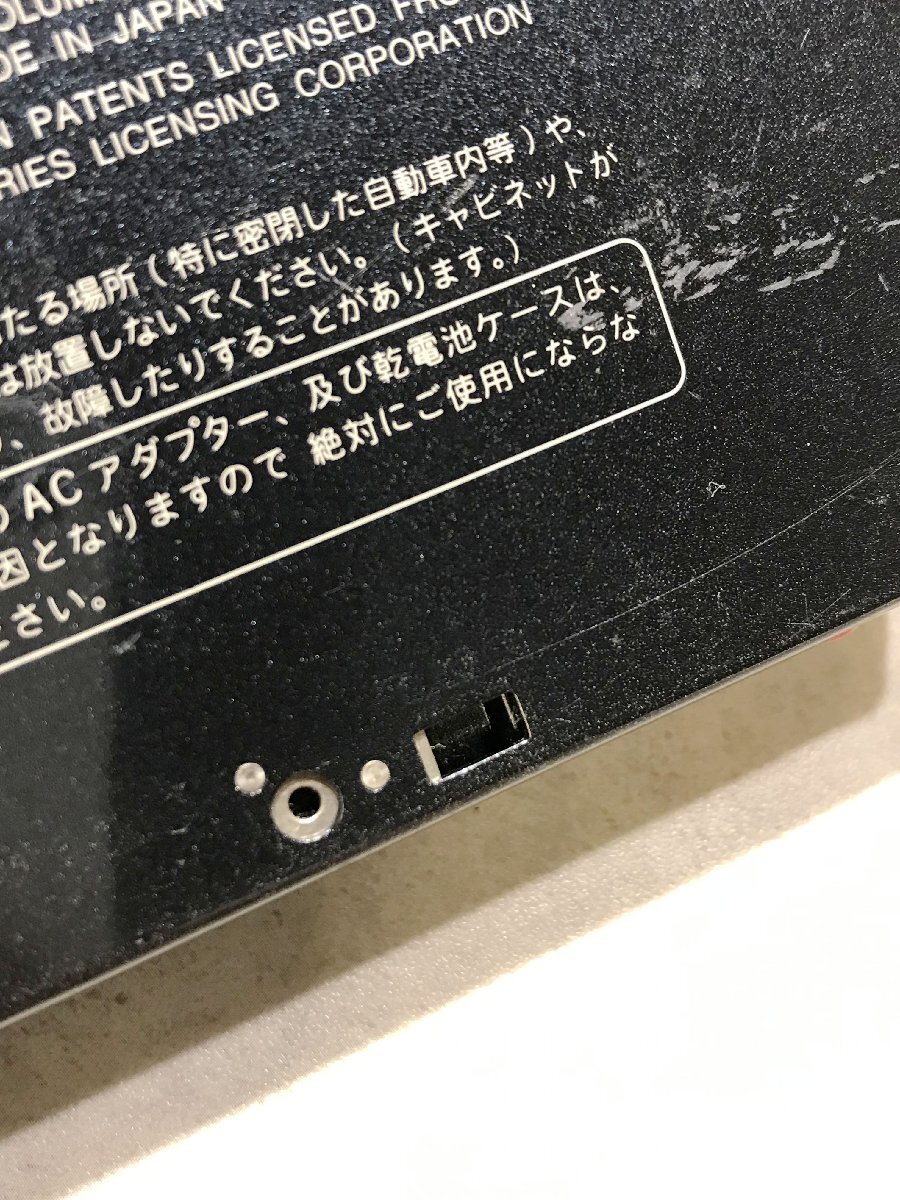 DE IN JAPAN
PATENTS LICENSED
LICENSING CORPORATION
たる場所(特に密閉した自動車内等)や、
は放置しないでください。(キャビネットが
、故障したりすることがあります。)
ACアダプター、及び乾電池ケースは、
因となりますので 絶対にご使用にならな
ださい。